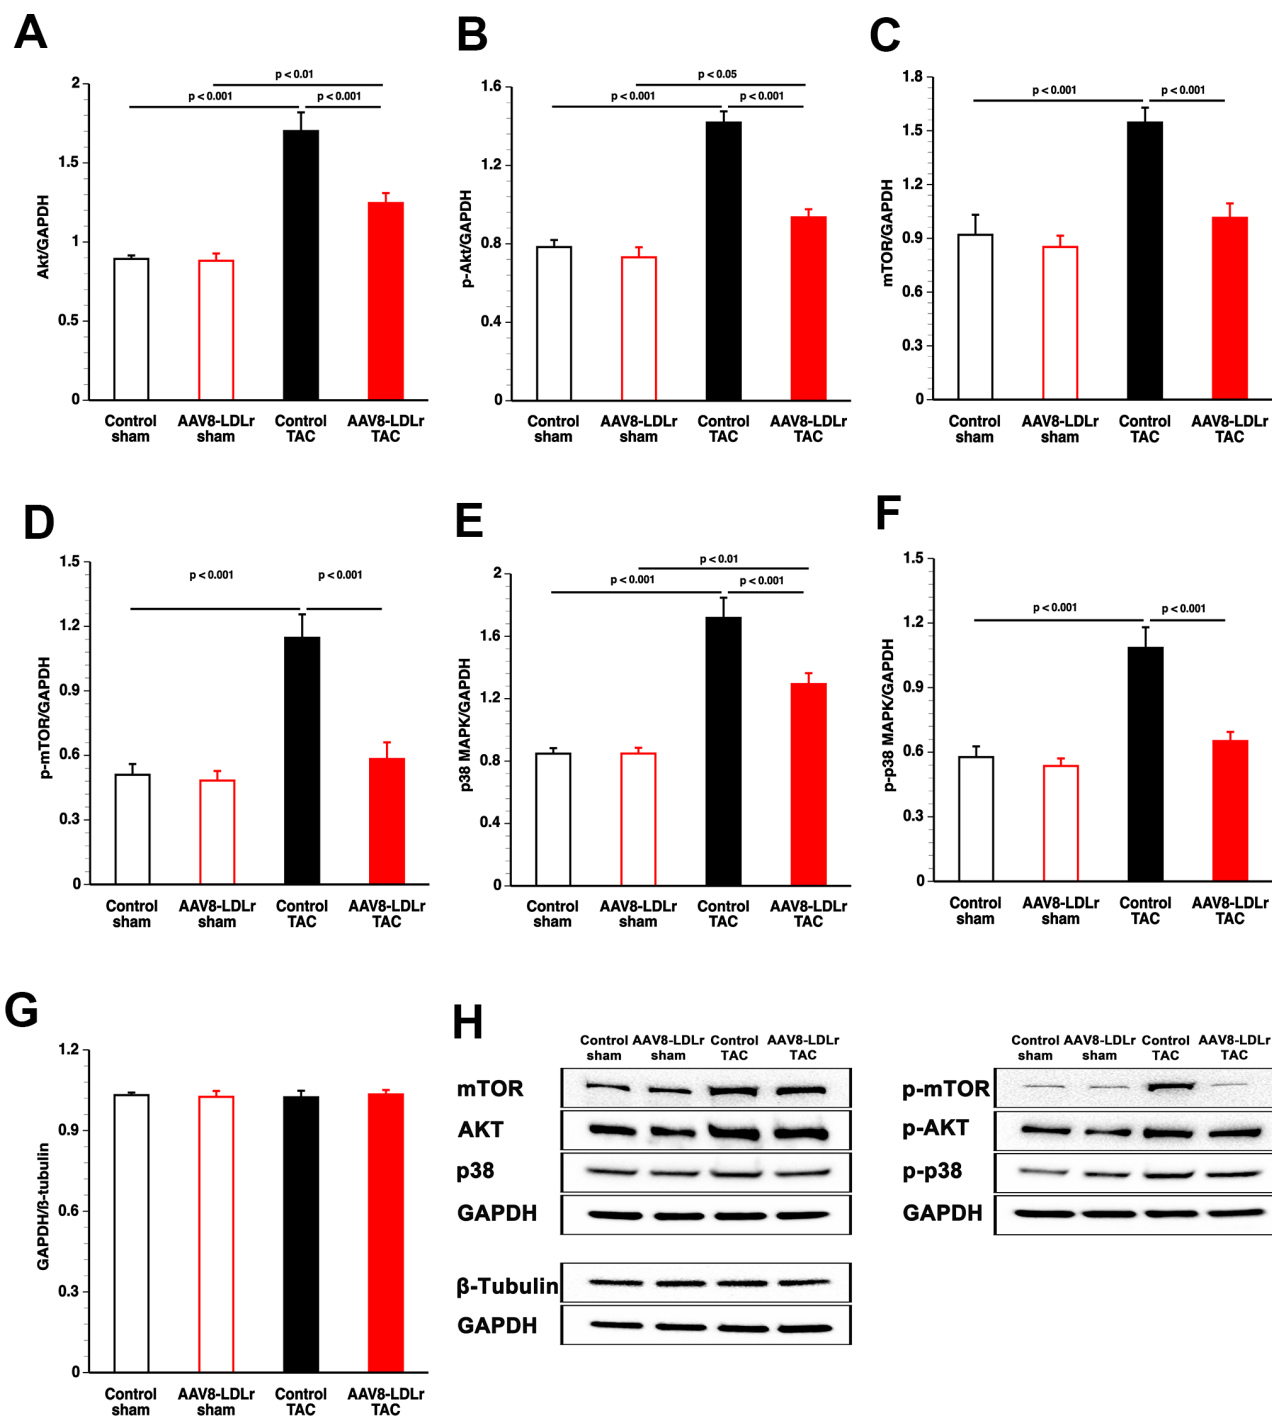 A
p < 0.01
p < 0.001
p < 0.001
2
1.5
1
0.5
0
Akt/GAPDH
Control sham
AAV8-LDLr sham
Control TAC
AAV8-LDLr TAC
B
p < 0.05
p < 0.001
p < 0.001
1.6
1.2
0.8
0.4
0
p-Akt/GAPDH
Control sham
AAV8-LDLr sham
Control TAC
AAV8-LDLr TAC
C
p < 0.001
p < 0.001
1.8
1.5
1.2
0.9
0.6
0.3
0
mTOR/GAPDH
Control sham
AAV8-LDLr sham
Control TAC
AAV8-LDLr TAC
D
p < 0.001
p < 0.001
1.5
1.2
0.9
0.6
0.3
0
p-mTOR/GAPDH
Control sham
AAV8-LDLr sham
Control TAC
AAV8-LDLr TAC
E
p < 0.01
p < 0.001
p < 0.001
2
1.6
1.2
0.8
0.4
0
p38 MAPK/GAPDH
Control sham
AAV8-LDLr sham
Control TAC
AAV8-LDLr TAC
F
p < 0.001
p < 0.001
1.5
1.2
0.9
0.6
0.3
0
p-p38 MAPK/GAPDH
Control sham
AAV8-LDLr sham
Control TAC
AAV8-LDLr TAC
G
1.2
0.9
0.6
0.3
0
GAPDH/ß-tubulin
Control sham
AAV8-LDLr sham
Control TAC
AAV8-LDLr TAC
H
Control sham
AAV8-LDLr sham
Control TAC
AAV8-LDLr TAC
mTOR
AKT
p38
GAPDH
β-Tubulin
GAPDH
Control sham
AAV8-LDLr sham
Control TAC
AAV8-LDLr TAC
p-mTOR
p-AKT
p-p38
GAPDH